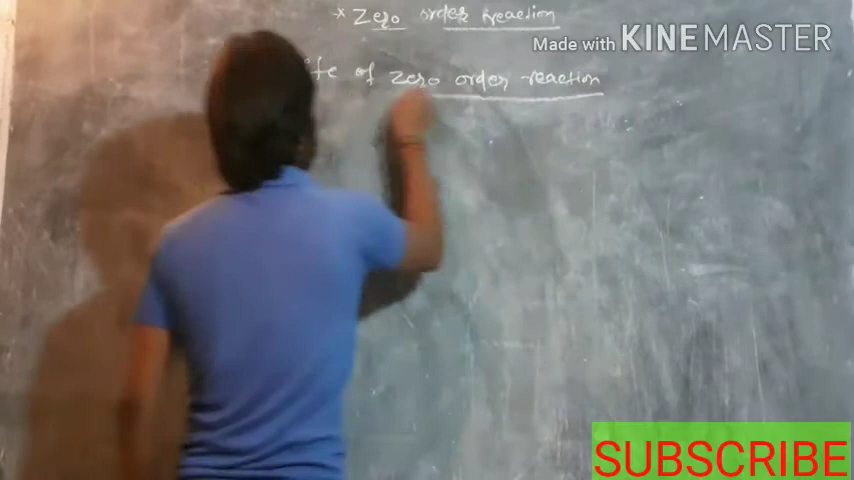 * Zero order reaction
Made with KINEMASTER
of zero order reaction
SUBSCRIBE